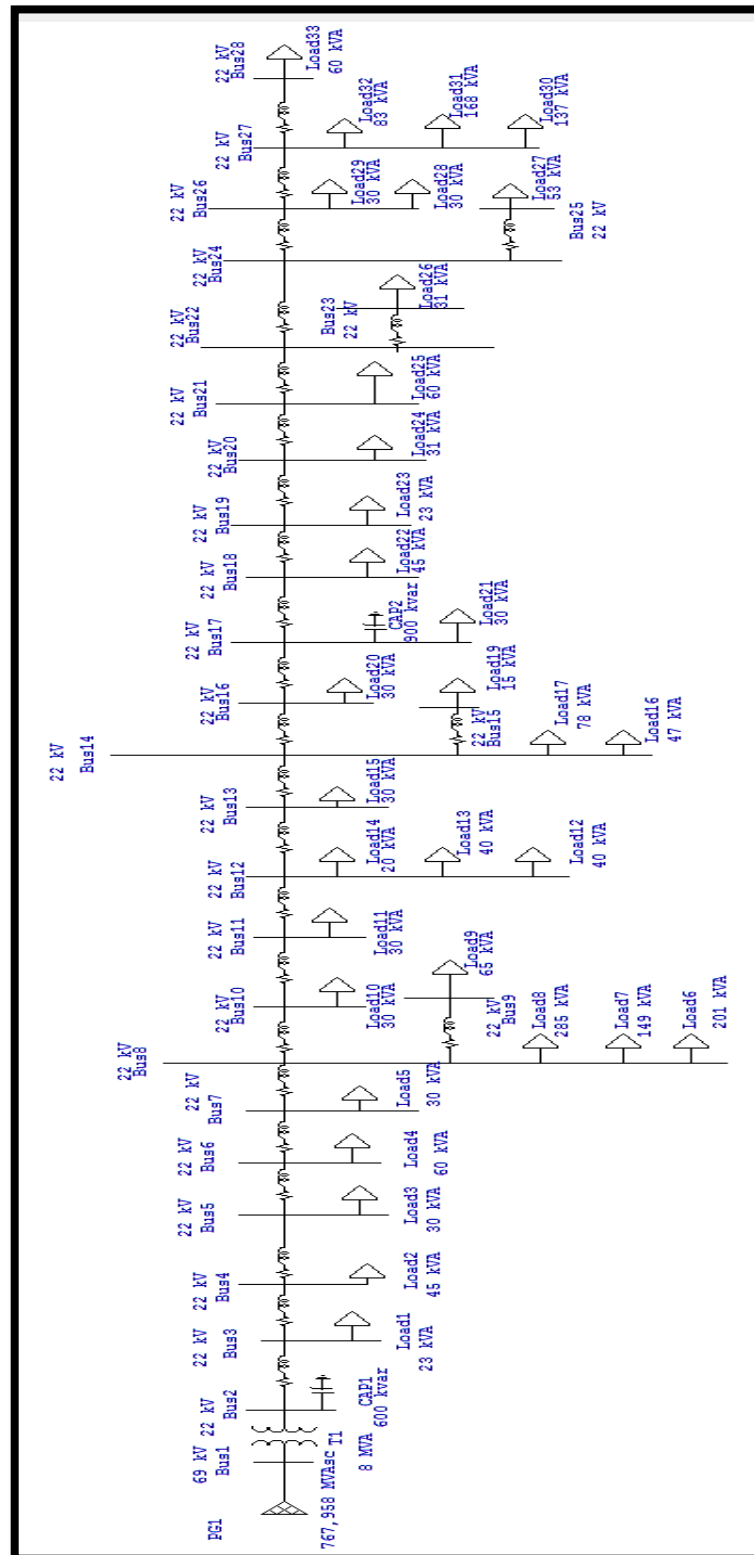 PG1
767,958 MVAsc
69 kV
Bus1
T1
8 MVA
22 kV
Bus2
CAP1
600 kvar
22 kV
Bus3
Load1
23 kVA
22 kV
Bus4
Load2
45 kVA
22 kV
Bus5
Load3
30 kVA
22 kV
Bus6
Load4
60 kVA
22 kV
Bus7
Load5
30 kVA
22 kV
Bus8
Load6
201 kVA
Load7
149 kVA
Load8
285 kVA
22 kV
Bus9
Load9
65 kVA
22 kV
Bus10
Load10
30 kVA
22 kV
Bus11
Load11
30 kVA
22 kV
Bus12
Load14
20 kVA
Load13
40 kVA
Load12
40 kVA
22 kV
Bus13
Load15
30 kVA
22 kV
Bus14
22 kV
Bus15
Load19
15 kVA
Load17
78 kVA
Load16
47 kVA
22 kV
Bus16
Load20
30 kVA
22 kV
Bus17
CAP2
900 kvar
Load21
30 kVA
22 kV
Bus18
Load22
45 kVA
22 kV
Bus19
Load23
23 kVA
22 kV
Bus20
Load24
31 kVA
22 kV
Bus21
Load25
60 kVA
22 kV
Bus22
Bus23
22 kV
Load26
31 kVA
22 kV
Bus24
Bus25
22 kV
Load27
53 kVA
22 kV
Bus26
Load29
30 kVA
Load28
30 kVA
22 kV
Bus27
Load32
83 kVA
Load31
168 kVA
Load30
137 kVA
22 kV
Bus28
Load33
60 kVA